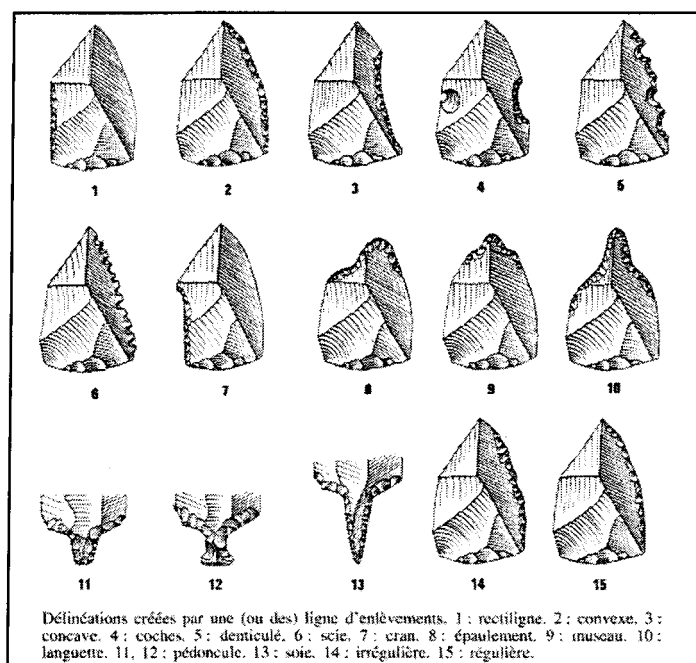 1 2 3 4 5
6 7 8 9 10
11 12 13 14 15
Délinéations créées par une (ou des) ligne d'enlèvements. 1 : rectiligne. 2 : convexe. 3 :
concave. 4 : coches. 5 : denticulé. 6 : scie. 7 : cran. 8 : épaulement. 9 : museau. 10 :
languette. 11, 12 : pédoncule. 13 : soie. 14 : irrégulière. 15 : régulière.